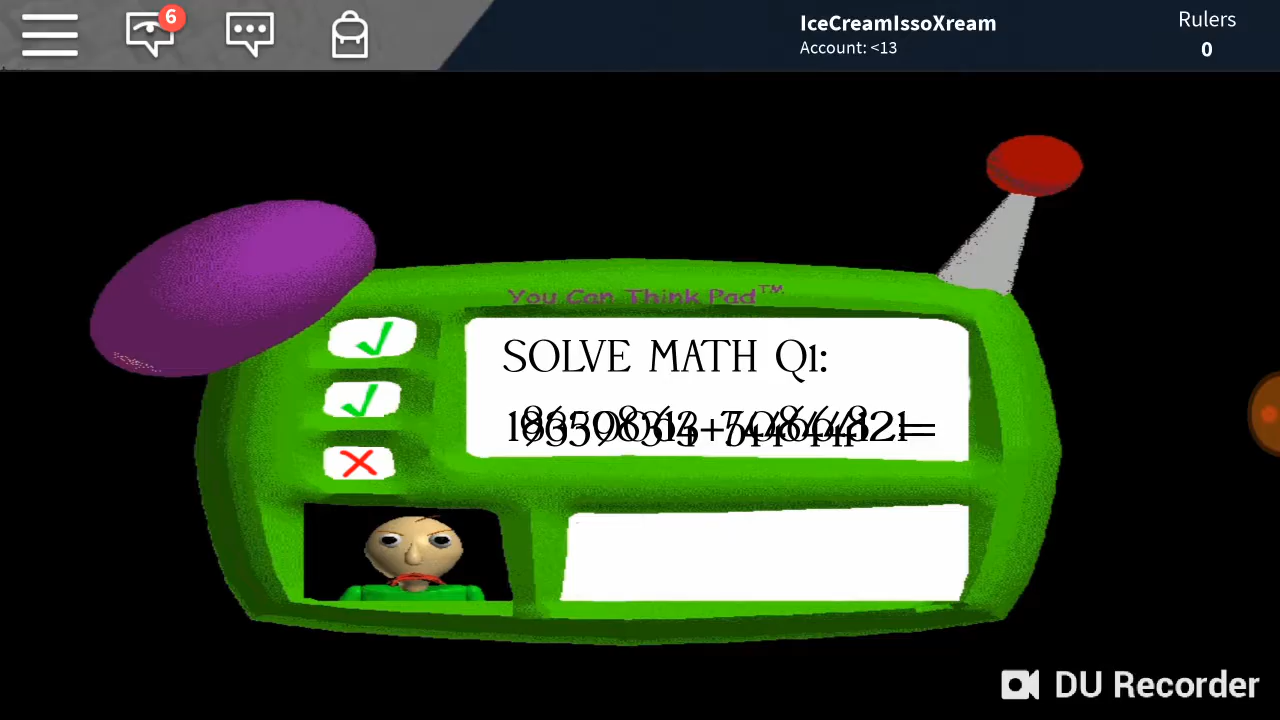 6
IceCreamIssoXream
Account: <13
Rulers
0
You Can Think Pad™
SOLVE MATH Q1:
DU Recorder